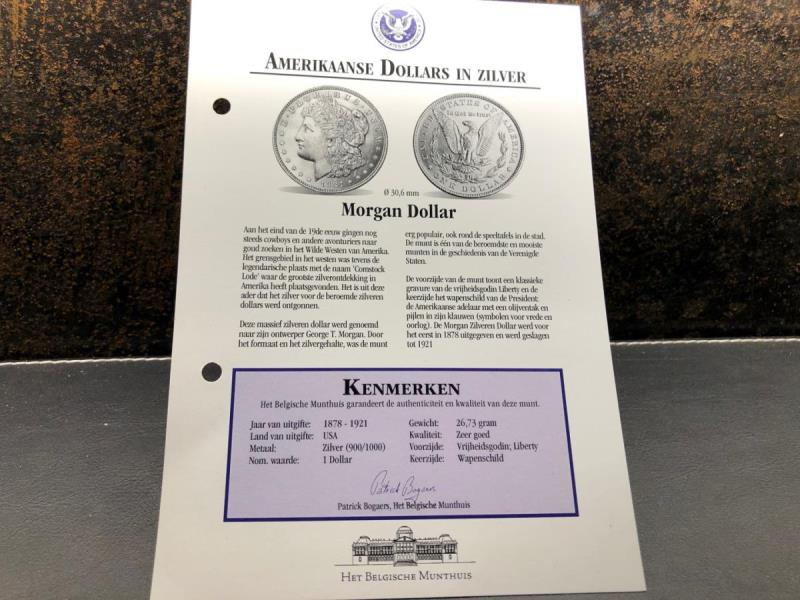 AMERIKAANSE DOLLARS IN ZILVER
Ø 30,6 mm
Morgan Dollar
Aan het eind van de 19de eeuw gingen nog
steeds cowboys en andere avonturiers naar
goud zoeken in het Wilde Westen van Amerika.
Het grensgebied in het westen was tevens de
legendarische plaats met de naam 'Comstock
Lode' waar de grootste zilverontdekking in
Amerika heeft plaatsgevonden. Het is uit deze
ader dat het zilver voor de beroemde zilveren
dollars werd ontgonnen.
Deze massief zilveren dollar werd genoemd
naar zijn ontwerper George T. Morgan. Door
het formaat en het zilvergehalte, was de munt
erg populair, ook rond de speeltafels in de stad.
De munt is één van de beroemdste en mooiste
munten in de geschiedenis van de Verenigde
Staten.
De voorzijde van de munt toont een klassieke
gravure van de vrijheidsgodin Liberty en de
keerzijde het wapenschild van de President:
de Amerikaanse adelaar met een olijventak en
pijlen in zijn klauwen (symbolen voor vrede en
oorlog). De Morgan Zilveren Dollar werd voor
het eerst in 1878 uitgegeven en werd geslagen
tot 1921
KENMERKEN
Het Belgische Munthuis garandeert de authenticiteit en kwaliteit van deze munt.
Jaar van uitgifte: 1878 - 1921
Land van uitgifte: USA
Metaal: Zilver (900/1000)
Nom. waarde: 1 Dollar
Gewicht: 26,73 gram
Kwaliteit: Zeer goed
Voorzijde: Vrijheidsgodin; Liberty
Keerzijde: Wapenschild
Patrick Bogaers
Patrick Bogaers, Het Belgische Munthuis
HET BELGISCHE MUNTHUIS